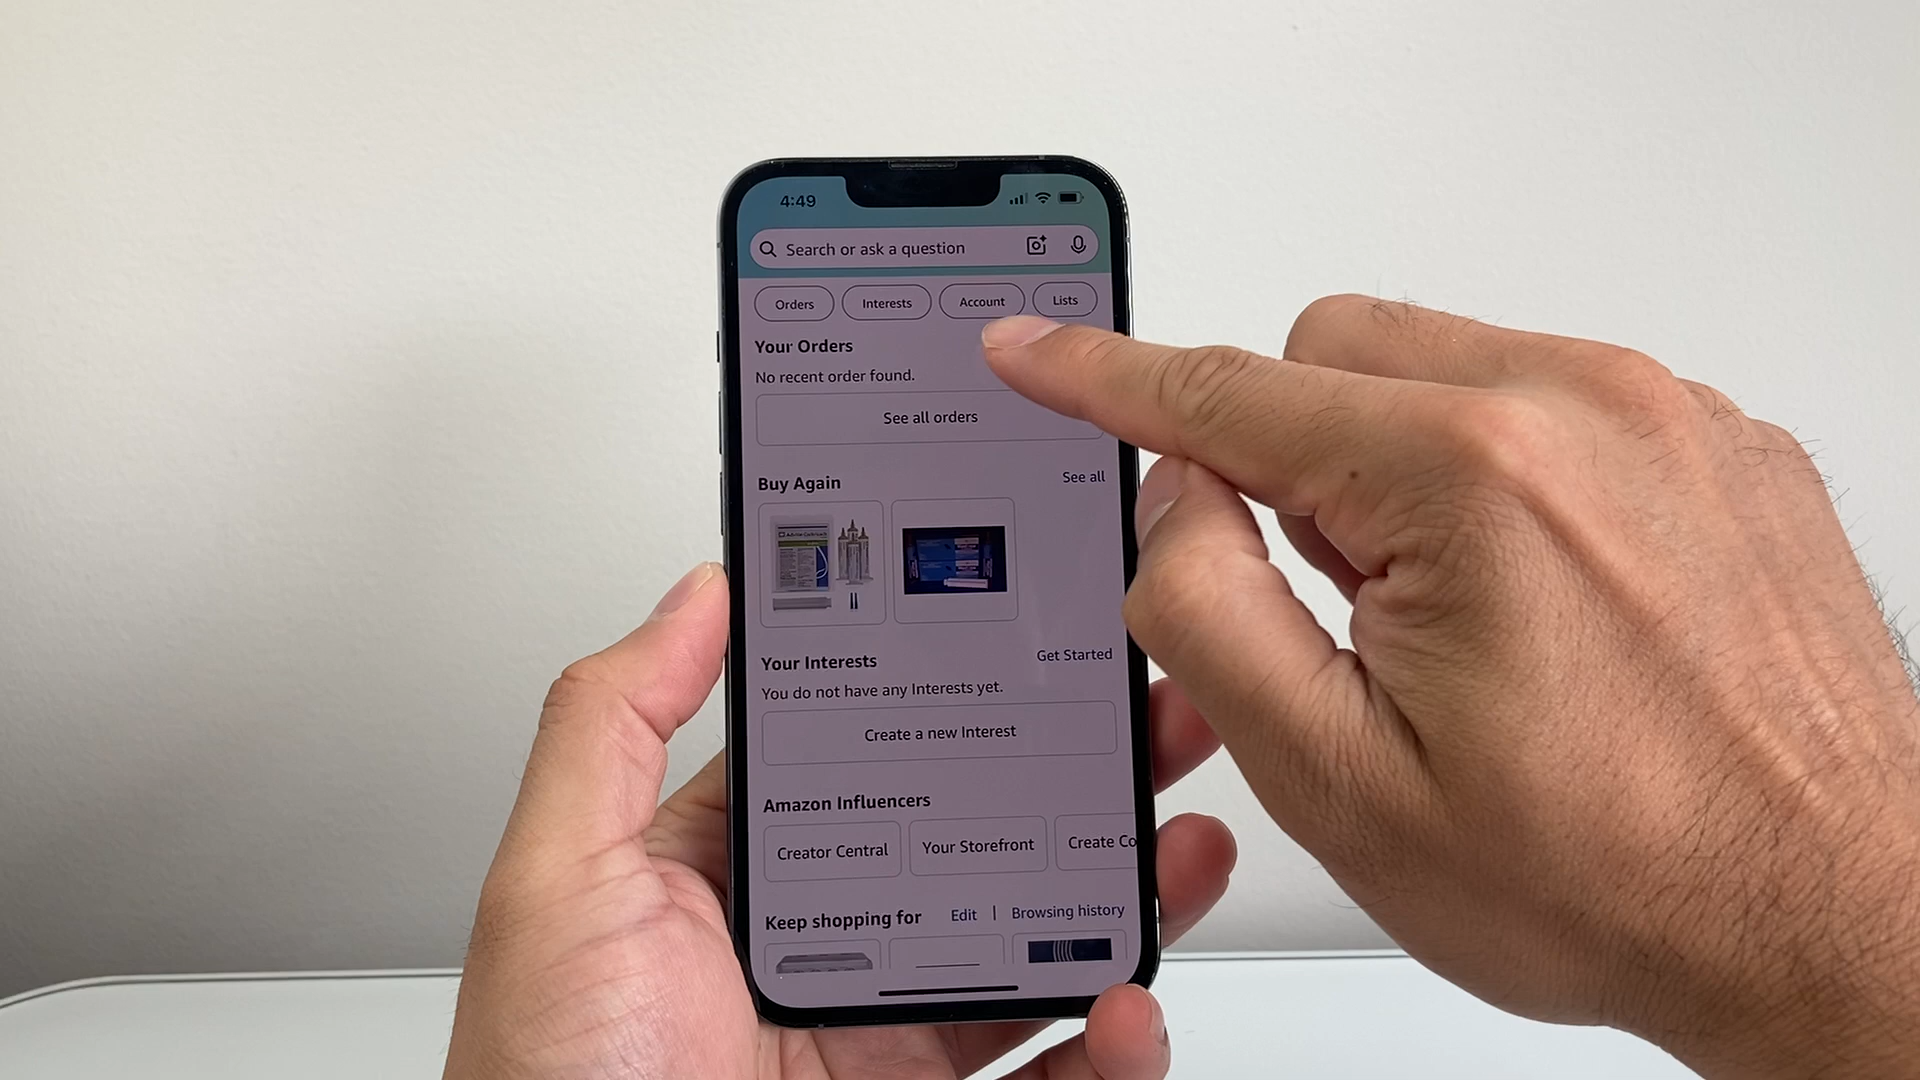 4:49
Search or ask a question
Orders
Interests
Account
Lists
Your Orders
No recent order found.
See all orders
Buy Again
See all
Your Interests
Get Started
You do not have any Interests yet.
Create a new Interest
Amazon Influencers
Creator Central
Your Storefront
Create Co
Keep shopping for
Edit | Browsing history